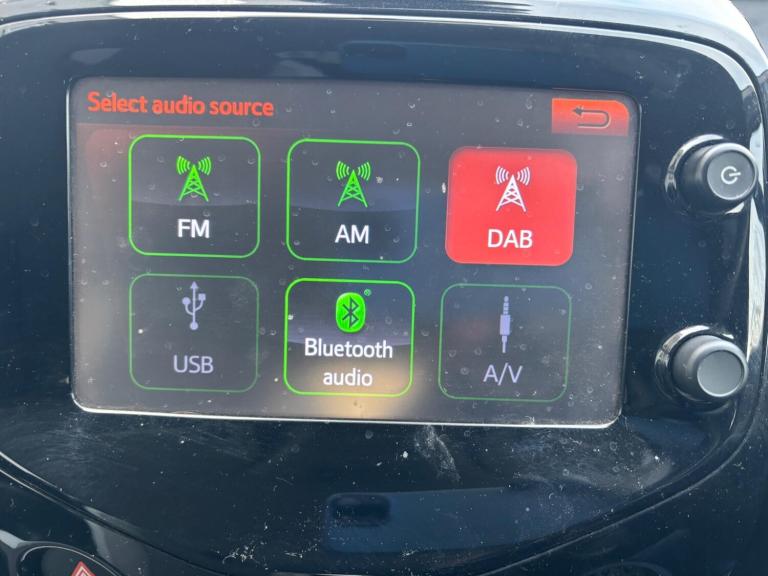 Select audio source
FM
AM
DAB
USB
Bluetooth
audio
A/V